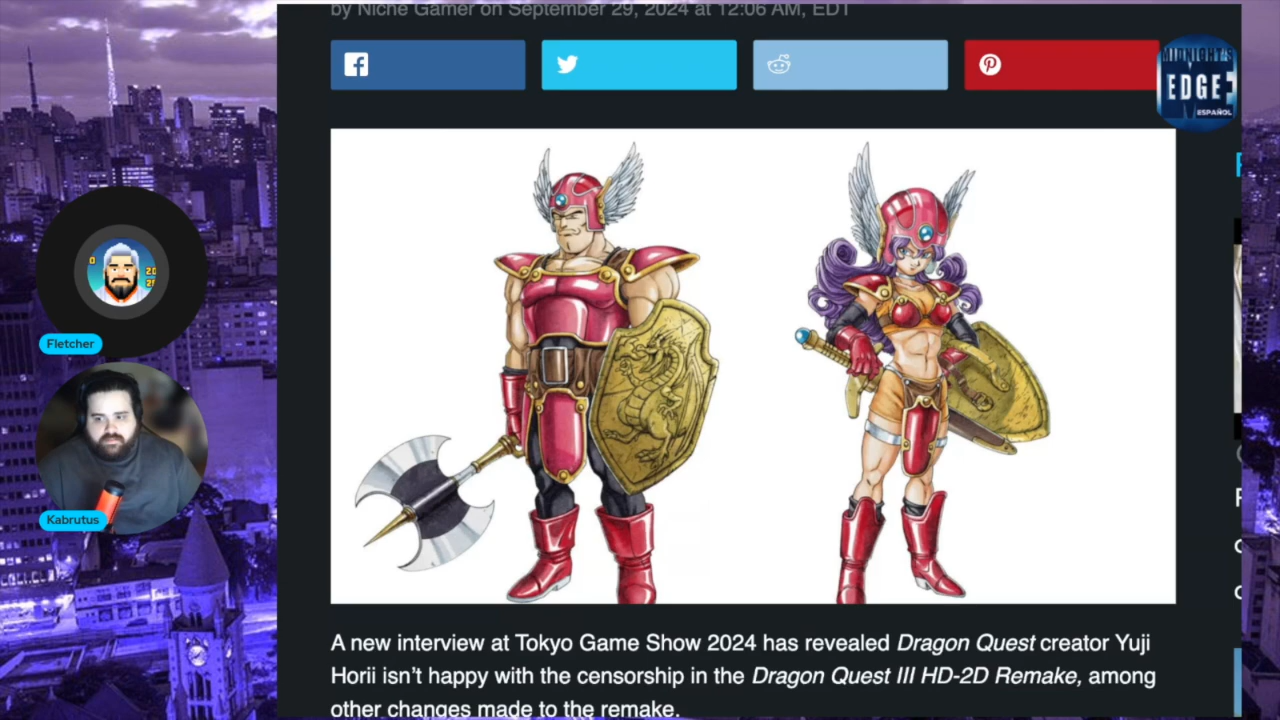 by Niche Gamer on September 29, 2024 at 12:06 AM, EDT
MIDNIGHT'S
EDGE
ESPAÑOL
Fletcher
Kabrutus
A new interview at Tokyo Game Show 2024 has revealed Dragon Quest creator Yuji
Horii isn't happy with the censorship in the Dragon Quest III HD-2D Remake, among
other changes made to the remake.